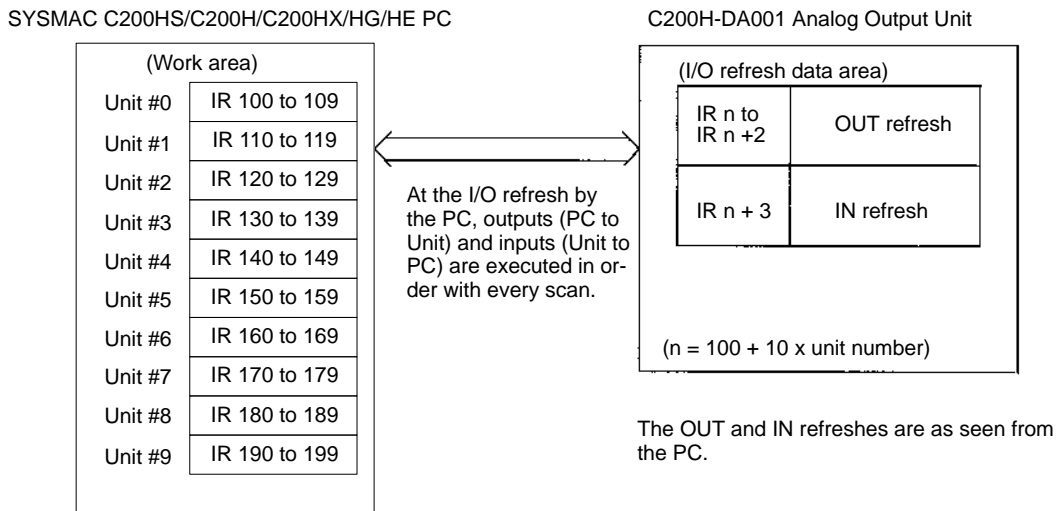 SYSMAC C200HS/C200H/C200HX/HG/HE PC
C200H-DA001 Analog Output Unit
(Work area)
Unit #0 IR 100 to 109
Unit #1 IR 110 to 119
Unit #2 IR 120 to 129
Unit #3 IR 130 to 139
Unit #4 IR 140 to 149
Unit #5 IR 150 to 159
Unit #6 IR 160 to 169
Unit #7 IR 170 to 179
Unit #8 IR 180 to 189
Unit #9 IR 190 to 199
At the I/O refresh by
the PC, outputs (PC to
Unit) and inputs (Unit to
PC) are executed in or-
der with every scan.
(I/O refresh data area)
IR n to
IR n +2
OUT refresh
IR n + 3
IN refresh
(n = 100 + 10 x unit number)
The OUT and IN refreshes are as seen from
the PC.